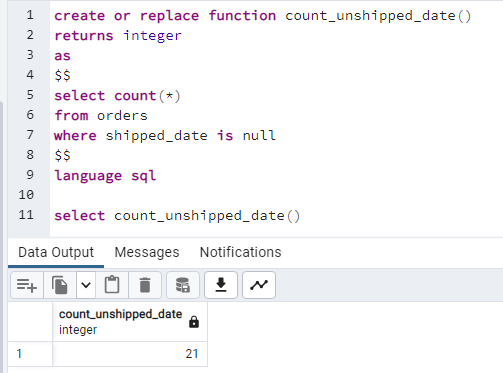 1 create or replace function count_unshipped_date()
2 returns integer
3 as
4 $$
5 select count(*)
6 from orders
7 where shipped_date is null
8 $$
9 language sql
10
11 select count_unshipped_date()
Data Output Messages Notifications
count_unshipped_date
integer
1 21